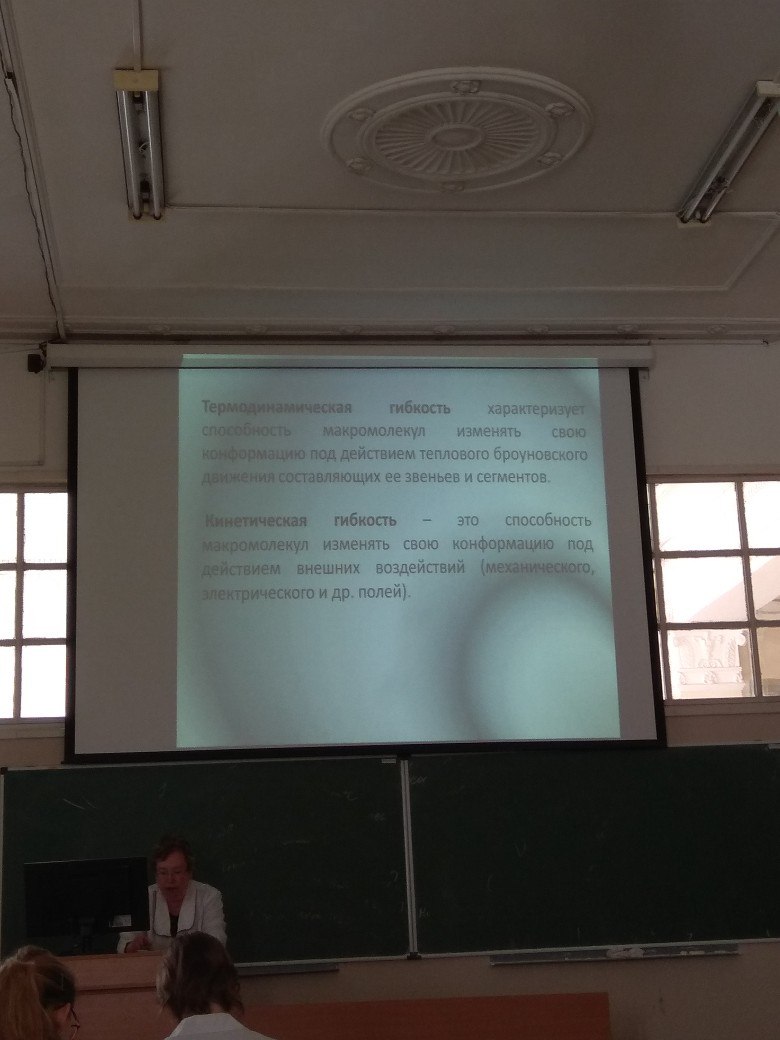 Термодинамическая гибкость характеризует
способность макромолекул изменять свою
конформацию под действием теплового броуновского
движения составляющих ее звеньев и сегментов.
Кинетическая гибкость – это способность
макромолекул изменять свою конформацию под
действием внешних воздействий (механического,
электрического и др. полей).